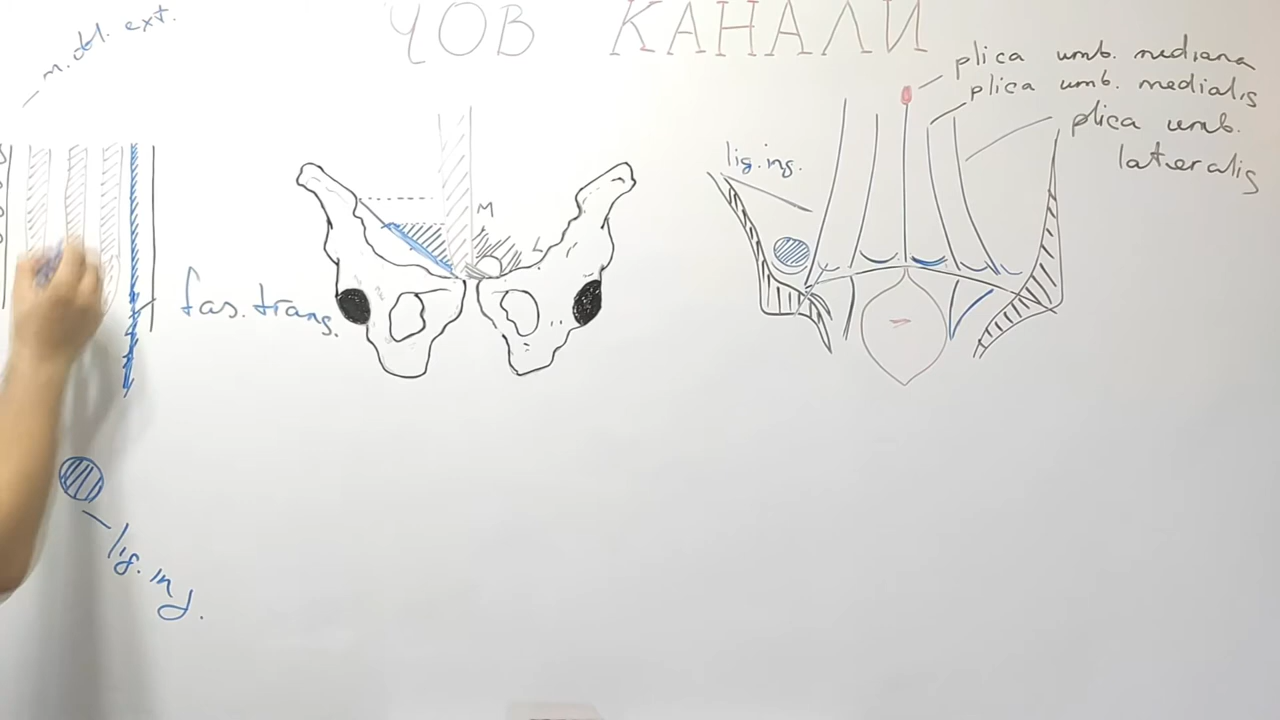 ЧОВ КАНАЛИ
m. obl. ext.
plica umb. mediana
plica umb. medialis
plica umb.
lateralis
lig. ing.
M
L
fas. trans.
lig. ing.